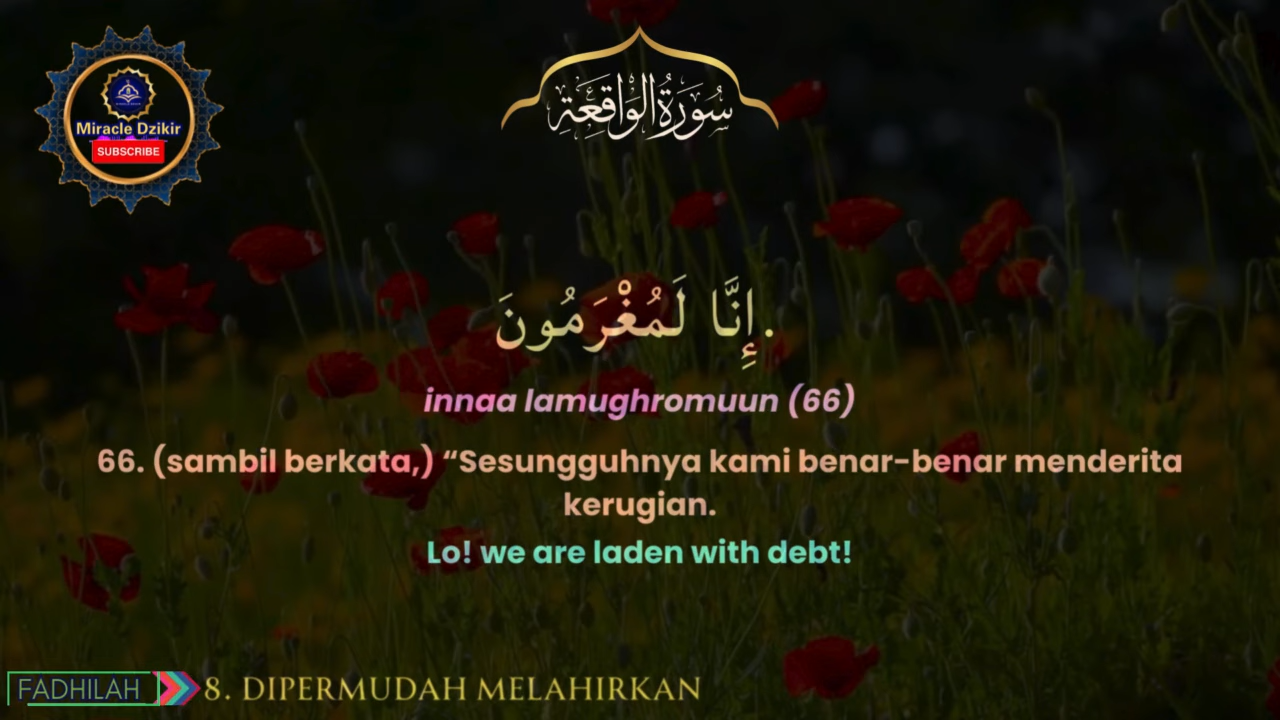 Miracle Dzikir
SUBSCRIBE
سُورَةُ الْوَاقِعَةِ
إِنَّا لَمُغْرَمُونَ.
innaa lamughromuun (66)
66. (sambil berkata,) “Sesungguhnya kami benar-benar menderita
kerugian.
Lo! we are laden with debt!
FADHILAH
8. DIPERMUDAH MELAHIRKAN